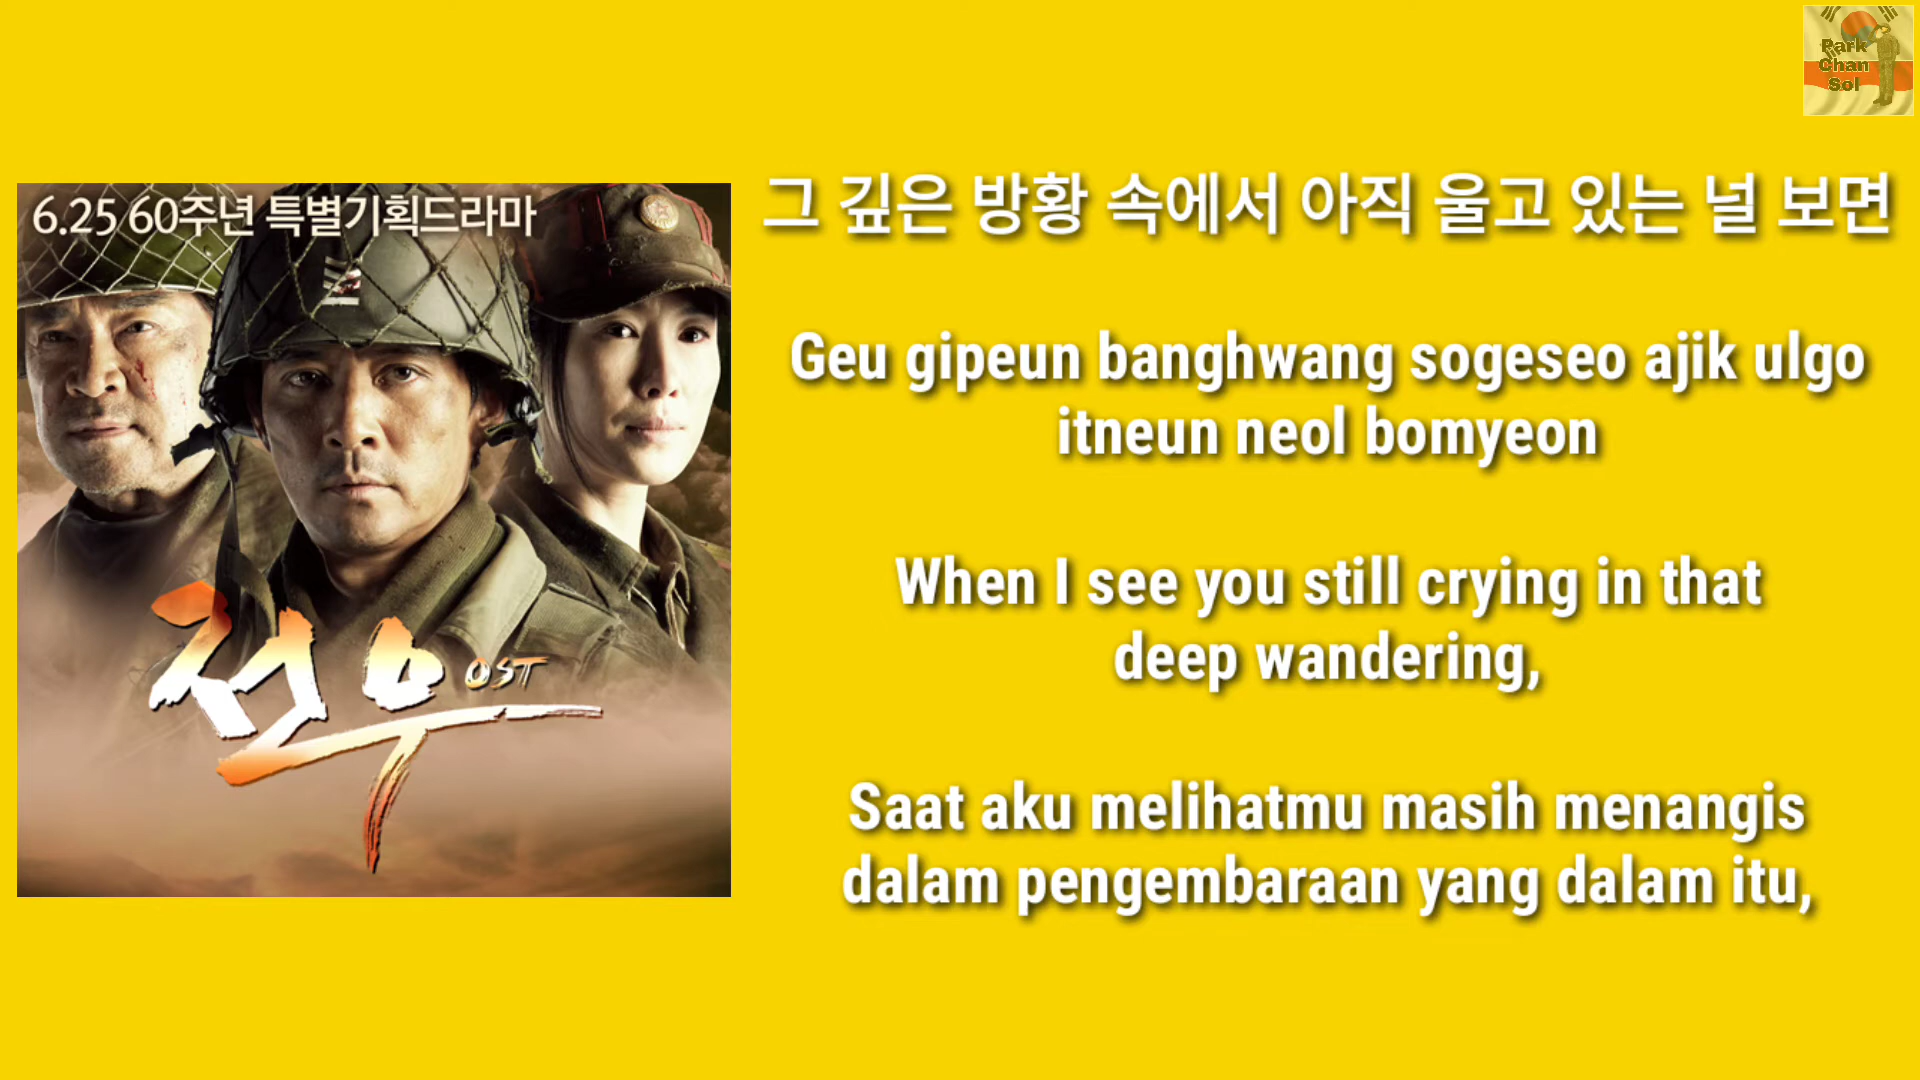 Park
Chan
Sol
6.25 60주년 특별기획드라마
전우 OST
그 깊은 방황 속에서 아직 울고 있는 널 보면
Geu gipeun banghwang sogeseo ajik ulgo
itneun neol bomyeon
When I see you still crying in that
deep wandering,
Saat aku melihatmu masih menangis
dalam pengembaraan yang dalam itu,